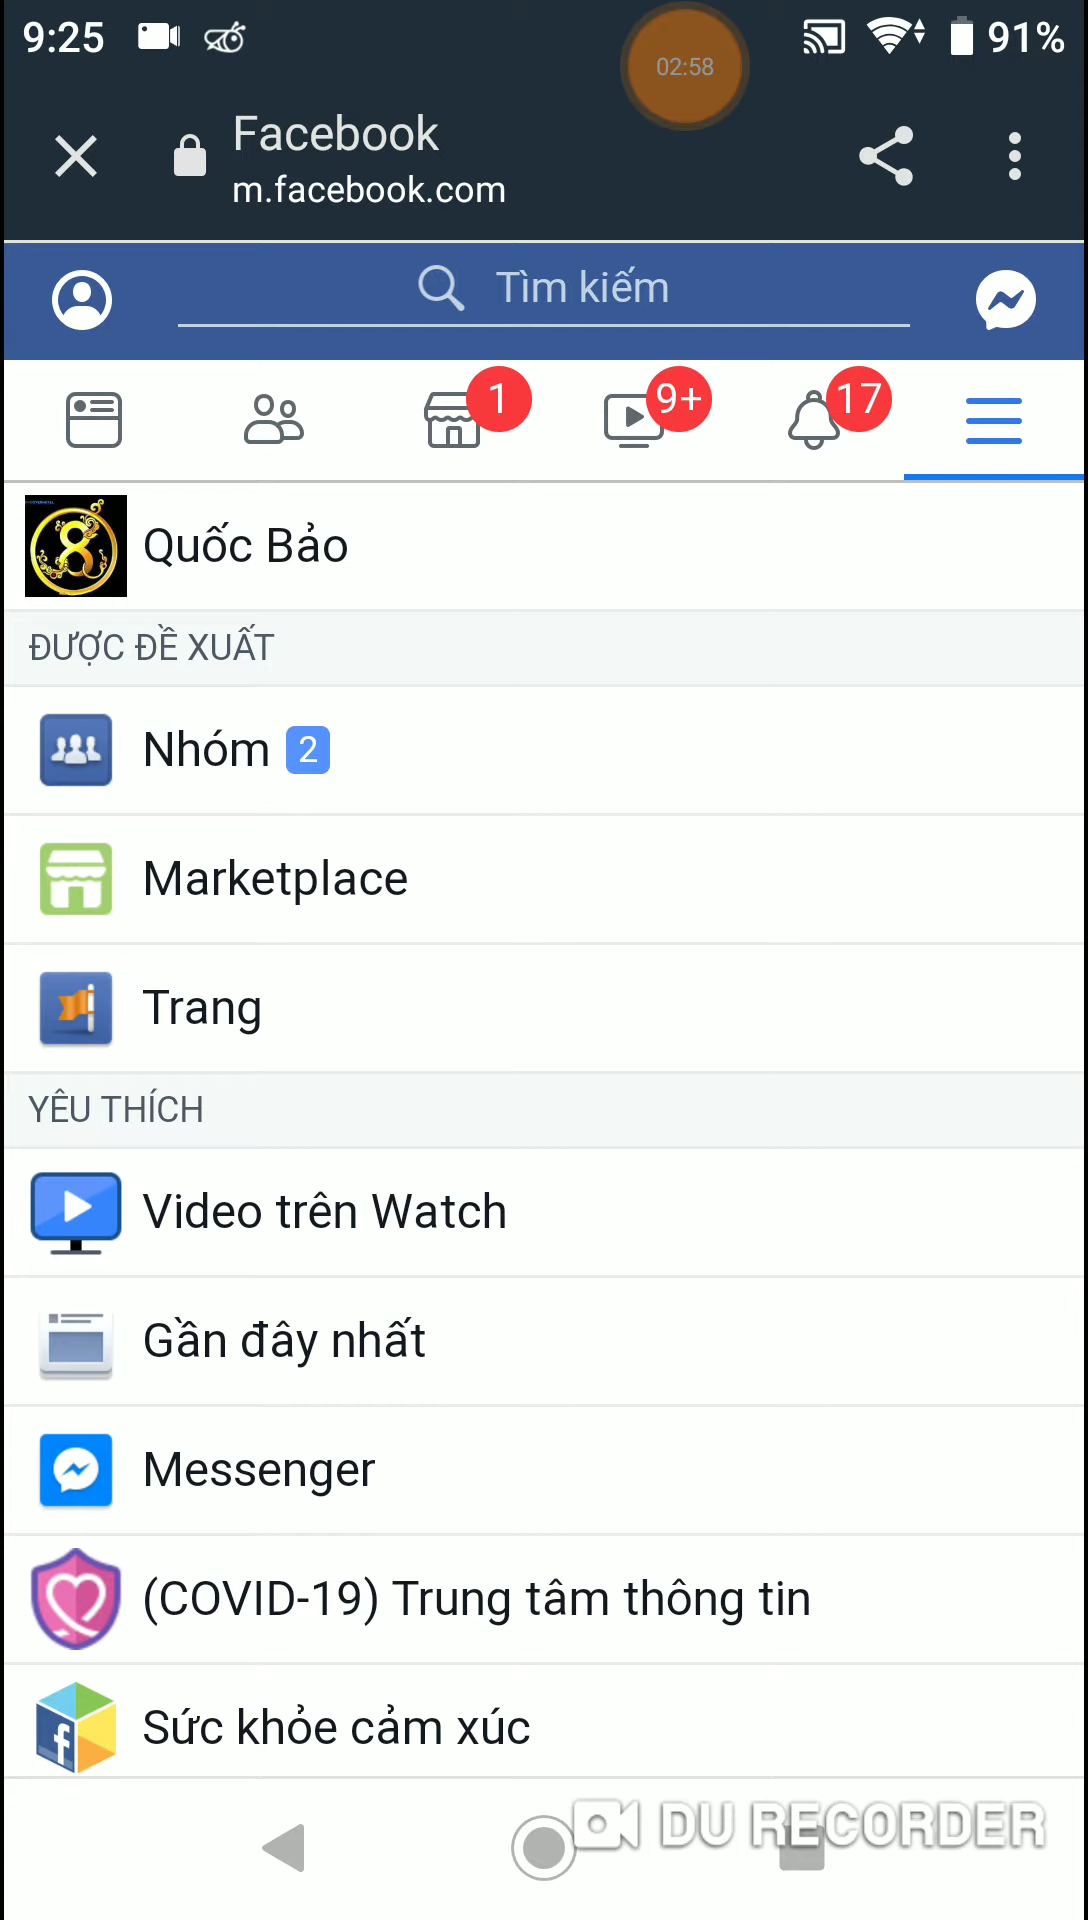 9:25
02:58
91%
Facebook
m.facebook.com
Tìm kiếm
1
9+
17
Quốc Bảo
ĐƯỢC ĐỀ XUẤT
Nhóm 2
Marketplace
Trang
YÊU THÍCH
Video trên Watch
Gần đây nhất
Messenger
(COVID-19) Trung tâm thông tin
Sức khỏe cảm xúc
DU RECORDER